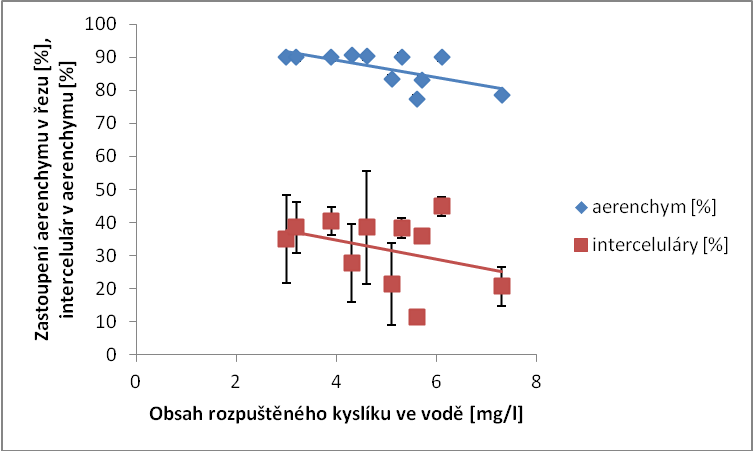 Zastoupení aerenchymu v řezu [%],
intercelulár v aerenchymu [%]
100
90
80
70
60
50
40
30
20
10
0
0 2 4 6 8
Obsah rozpuštěného kyslíku ve vodě [mg/l]
aerenchym [%]
interceluláry [%]